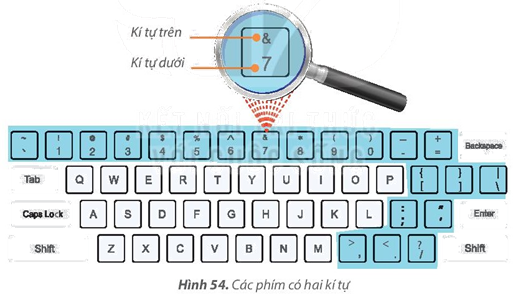 Kí tự trên
&
Kí tự dưới
7
~ ! @ # $ % ^ & * ( ) _ +
` 1 2 3 4 5 6 7 8 9 0 - = Backspace
Tab Q W E R T Y U I O P { [ } ] | \
Caps Lock A S D F G H J K L : ; " ' Enter
Shift Z X C V B N M > , < . ? / Shift
Hình 54. Các phím có hai kí tự